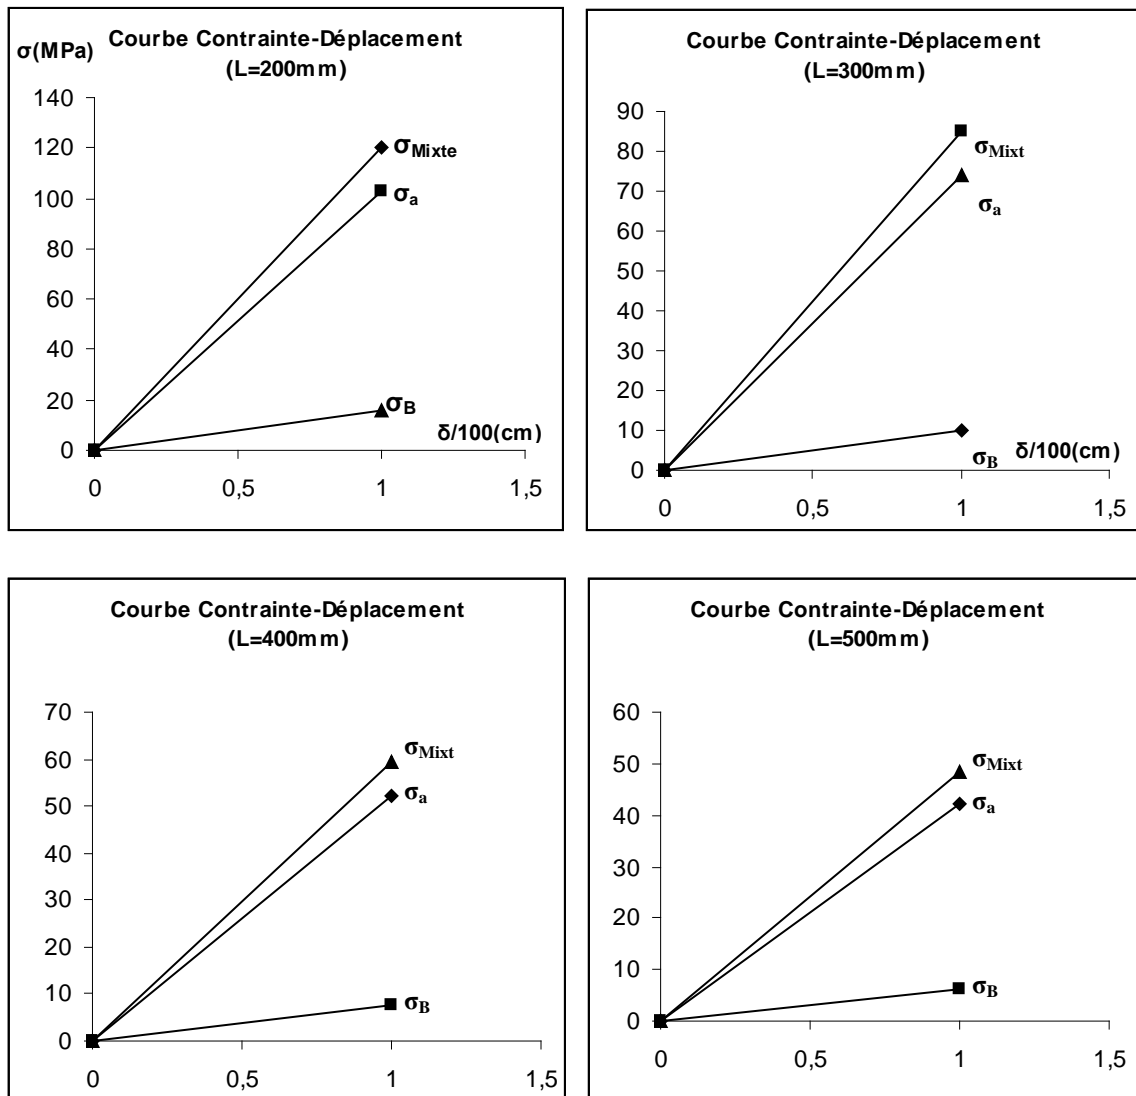 Courbe Contrainte-Déplacement
(L=200mm)
σ(MPa)
140
120
100
80
60
40
20
0
σMixte
σa
σB
δ/100(cm)
0 0,5 1 1,5
Courbe Contrainte-Déplacement
(L=300mm)
90
80
70
60
50
40
30
20
10
0
σMixt
σa
σB
δ/100(cm)
0 0,5 1 1,5
Courbe Contrainte-Déplacement
(L=400mm)
70
60
50
40
30
20
10
0
σMixt
σa
σB
0 0,5 1 1,5
Courbe Contrainte-Déplacement
(L=500mm)
60
50
40
30
20
10
0
σMixt
σa
σB
0 0,5 1 1,5